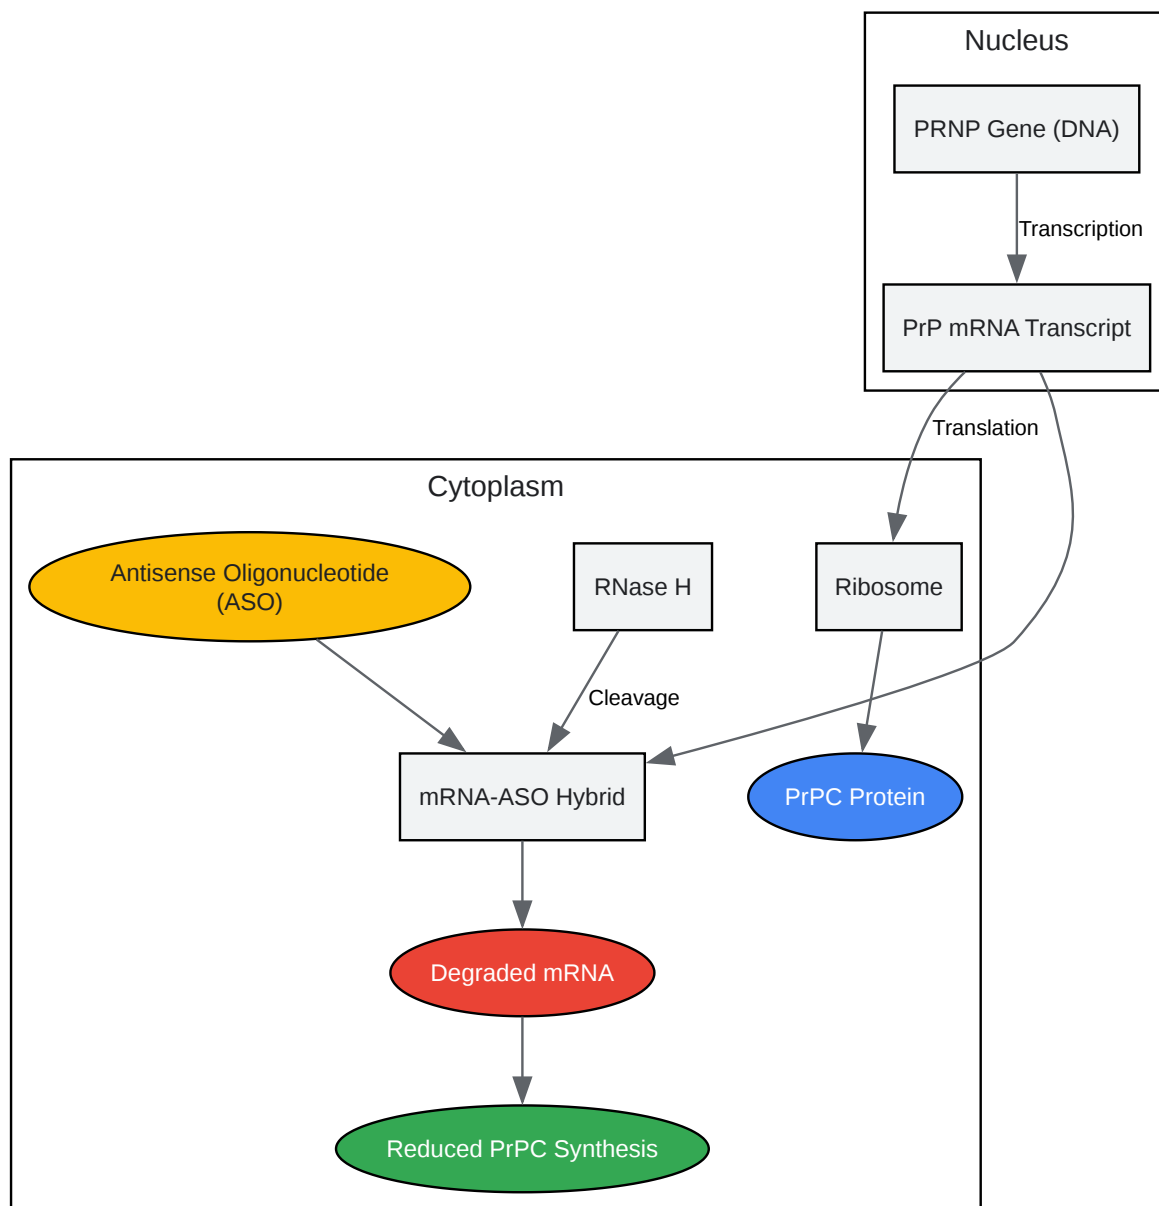 Nucleus
PRNP Gene (DNA)
Transcription
PrP mRNA Transcript
Translation
Cytoplasm
Antisense Oligonucleotide
(ASO)
RNase H
Ribosome
Cleavage
mRNA-ASO Hybrid
PrPC Protein
Degraded mRNA
Reduced PrPC Synthesis